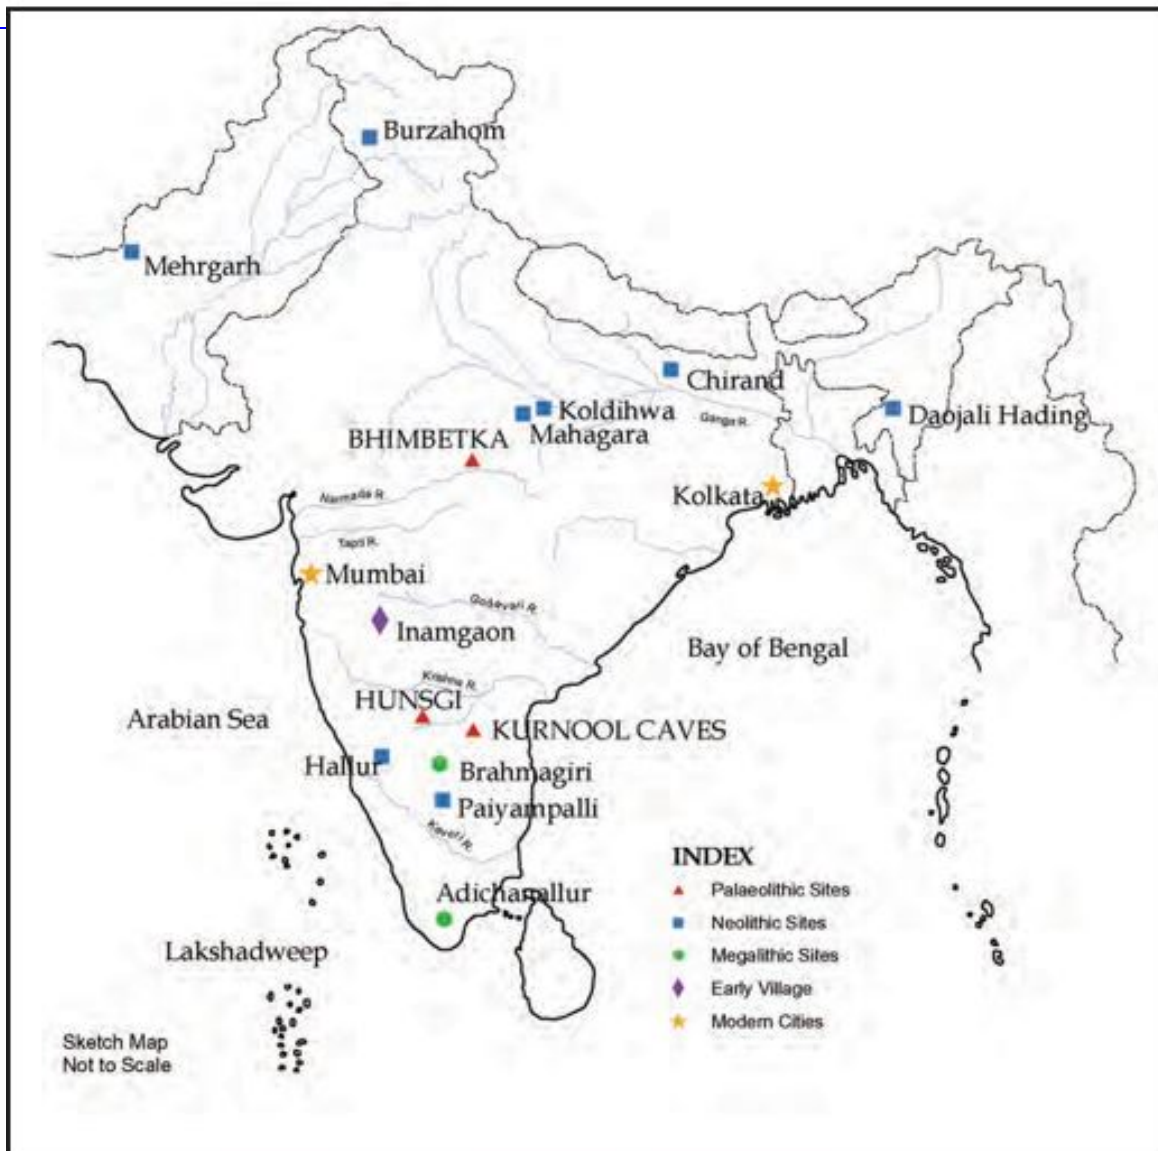 Burzahom
Mehrgarh
Chirand
Koldihwa
Mahagara
Daojali Hading
Ganga R.
BHIMBETKA
Kolkata
Narmada R.
Tapti R.
Mumbai
Godavari R.
Inamgaon
Bay of Bengal
Krishna R.
HUNSGI
Arabian Sea
KURNOOL CAVES
Hallur
Brahmagiri
Paiyampalli
Kaveri R.
INDEX
Adichanallur
Palaeolithic Sites
Neolithic Sites
Lakshadweep
Megalithic Sites
Early Village
Modern Cities
Sketch Map
Not to Scale